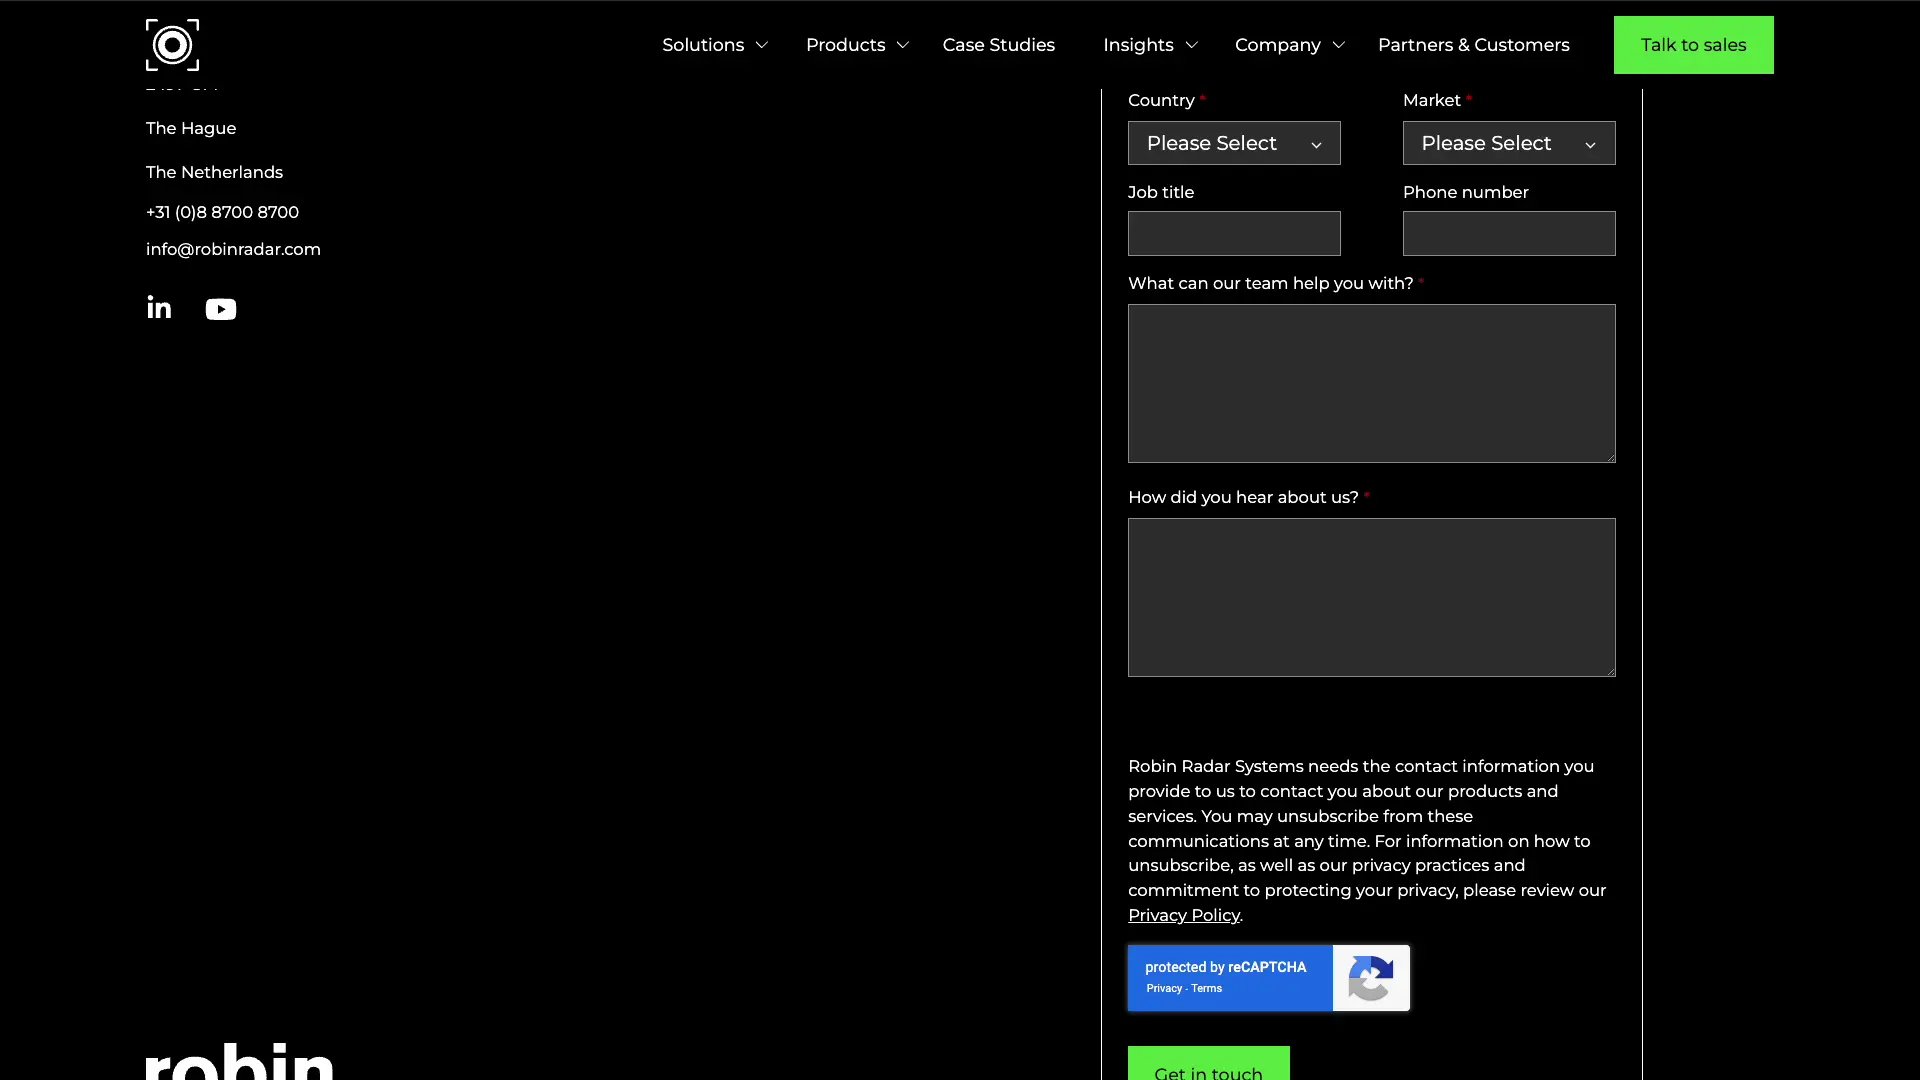 Solutions
Products
Case Studies
Insights
Company
Partners & Customers
Talk to sales
The Hague
The Netherlands
+31 (0)8 8700 8700
info@robinradar.com
Country *
Market *
Please Select
Please Select
Job title
Phone number
What can our team help you with? *
How did you hear about us? *
Robin Radar Systems needs the contact information you
provide to us to contact you about our products and
services. You may unsubscribe from these
communications at any time. For information on how to
unsubscribe, as well as our privacy practices and
commitment to protecting your privacy, please review our
Privacy Policy.
protected by reCAPTCHA
Privacy - Terms
Get in touch
robin